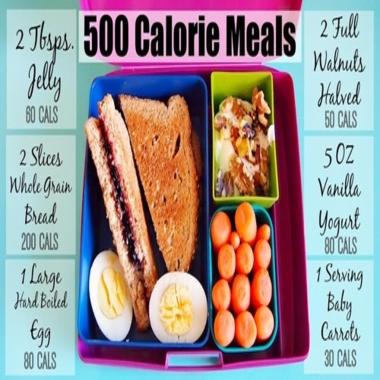 500 Calorie Meals
2 Tbsps.
Jelly
60 CALS
2 Slices
Whole Grain
Bread
200 CALS
1 Large
Hard Boiled
Egg
80 CALS
2 Full
Walnuts
Halved
50 CALS
5 OZ
Vanilla
Yogurt
80 CALS
1 Serving
Baby
Carrots
30 CALS